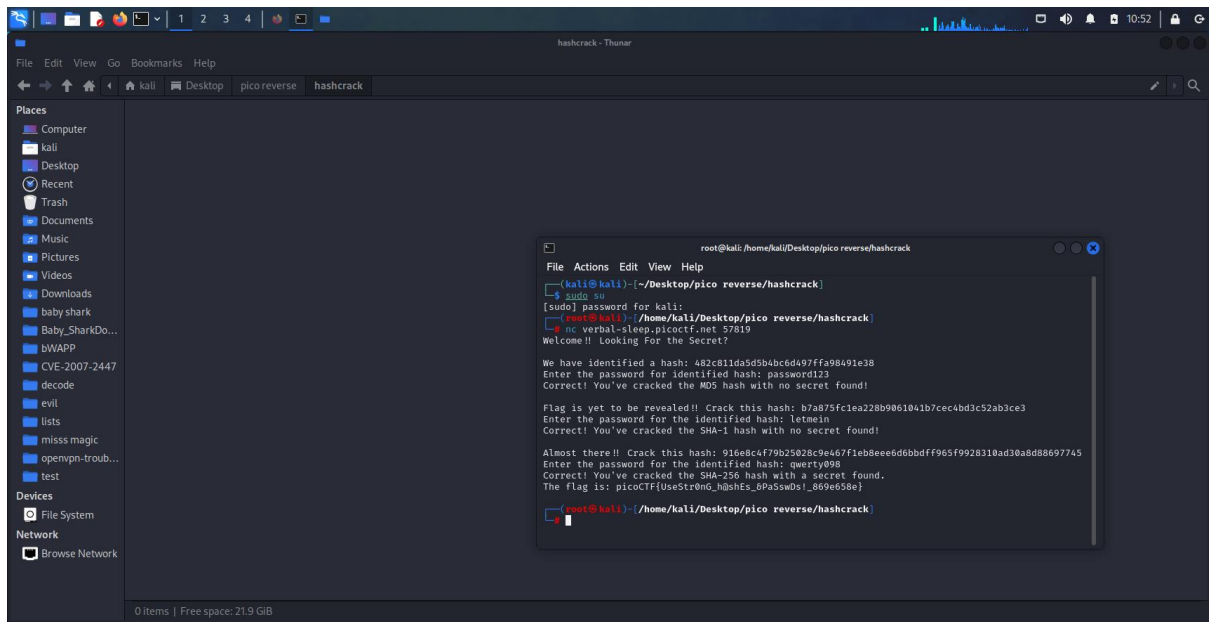 1 2 3 4
10:52
hashcrack - Thunar
File Edit View Go Bookmarks Help
kali Desktop pico reverse hashcrack
Places
Computer
kali
Desktop
Recent
Trash
Documents
Music
Pictures
Videos
Downloads
baby shark
Baby_SharkDo...
bWAPP
CVE-2007-2447
decode
evil
lists
misss magic
openvpn-troub...
test
Devices
File System
Network
Browse Network
0 items | Free space: 21.9 GiB
root@kali: /home/kali/Desktop/pico reverse/hashcrack
File Actions Edit View Help
(kali㉿kali)-[~/Desktop/pico reverse/hashcrack]
$ sudo su
[sudo] password for kali:
(root㉿kali)-[/home/kali/Desktop/pico reverse/hashcrack]
# nc verbal-sleep.picoctf.net 57819
Welcome!! Looking For the Secret?
We have identified a hash: 482c811da5d5b4bc6d497ffa98491e38
Enter the password for identified hash: password123
Correct! You've cracked the MD5 hash with no secret found!
Flag is yet to be revealed!! Crack this hash: b7a875fc1ea228b9061041b7cec4bd3c52ab3ce3
Enter the password for the identified hash: letmein
Correct! You've cracked the SHA-1 hash with no secret found!
Almost there!! Crack this hash: 916e8c4f79b25028c9e467f1eb8eee6d6bbdff965f9928310ad30a8d88697745
Enter the password for the identified hash: qwerty098
Correct! You've cracked the SHA-256 hash with a secret found.
The flag is: picoCTF{UseStr0nG_h@shEs_&PaSswDs!_869e658e}
(root㉿kali)-[/home/kali/Desktop/pico reverse/hashcrack]
#